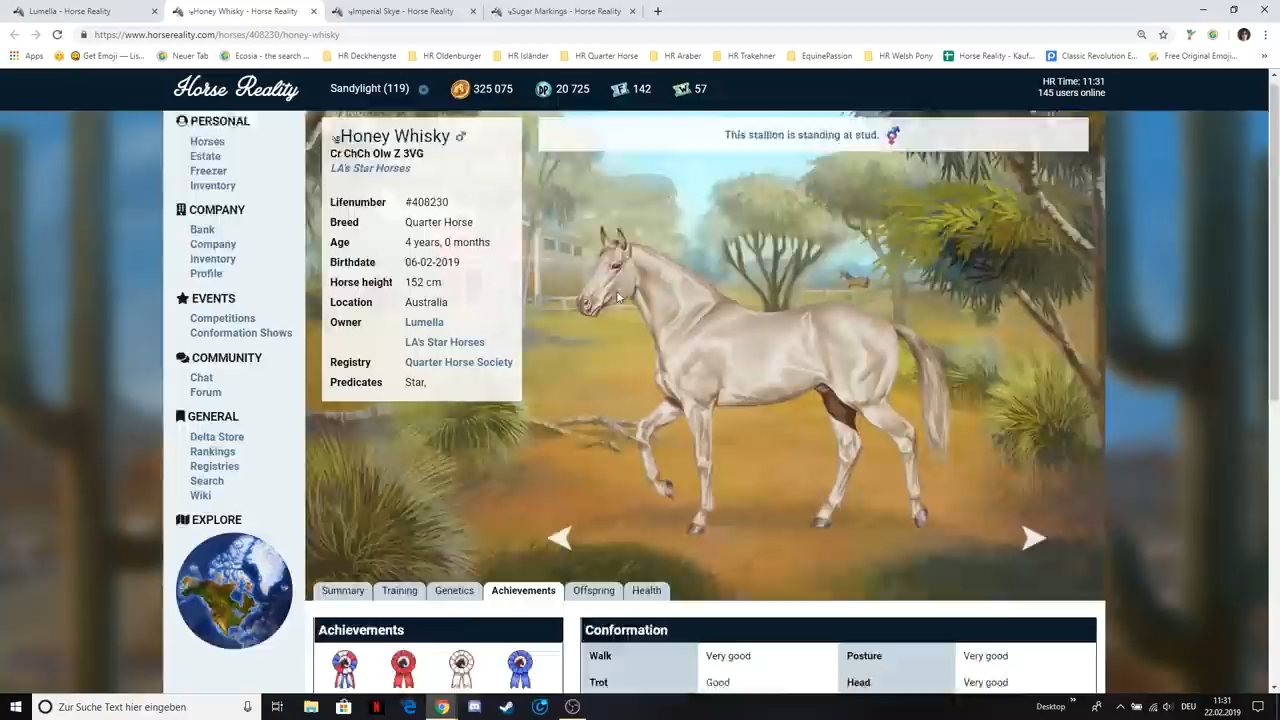 Lumella - Horse Reality
Honey Whisky - Horse Reality
Imperial Skye - Horse Reality
Sugar Markings - Horse Reality
https://www.horsereality.com/horses/408230/honey-whisky
Apps
Get Emoji — Lis...
Neuer Tab
Ecosia - the search ...
HR Deckhengste
HR Oldenburger
HR Isländer
HR Quarter Horse
HR Araber
HR Trakehner
EquinePassion
HR Welsh Pony
Horse Reality - Kauf...
Classic Revolution E...
Free Original Emoji...
Horse Reality
Sandylight (119)
325 075
DP
20 725
142
57
HR Time: 11:31
145 users online
PERSONAL
Horses
Estate
Freezer
Inventory
COMPANY
Bank
Company
Inventory
Profile
EVENTS
Competitions
Conformation Shows
COMMUNITY
Chat
Forum
GENERAL
Delta Store
Rankings
Registries
Search
Wiki
EXPLORE
Honey Whisky ♂
Cr ChCh Olw Z 3VG
LA's Star Horses
Lifenumber #408230
Breed Quarter Horse
Age 4 years, 0 months
Birthdate 06-02-2019
Horse height 152 cm
Location Australia
Owner Lumella
LA's Star Horses
Registry Quarter Horse Society
Predicates Star,
This stallion is standing at stud.
Summary
Training
Genetics
Achievements
Offspring
Health
Achievements
Conformation
Walk Very good Posture Very good
Trot Good Head Very good
Zur Suche Text hier eingeben
Desktop
DEU
11:31
22.02.2019